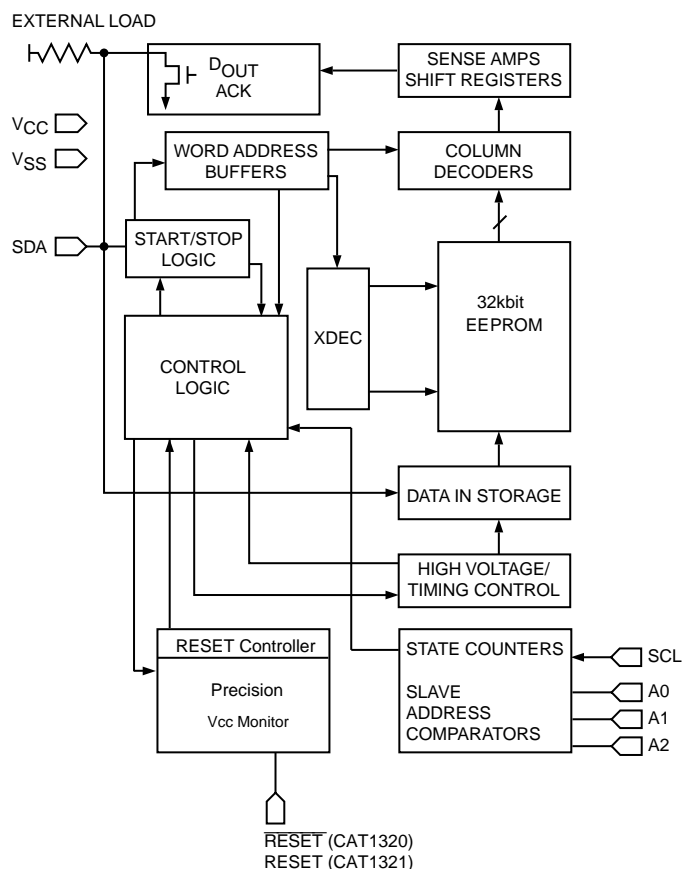 EXTERNAL LOAD
DOUT
ACK
SENSE AMPS
SHIFT REGISTERS
VCC
VSS
WORD ADDRESS
BUFFERS
COLUMN
DECODERS
SDA
START/STOP
LOGIC
32kbit
EEPROM
XDEC
CONTROL
LOGIC
DATA IN STORAGE
HIGH VOLTAGE/
TIMING CONTROL
RESET Controller
Precision
Vcc Monitor
STATE COUNTERS
SLAVE
ADDRESS
COMPARATORS
SCL
A0
A1
A2
RESET (CAT1320)
RESET (CAT1321)